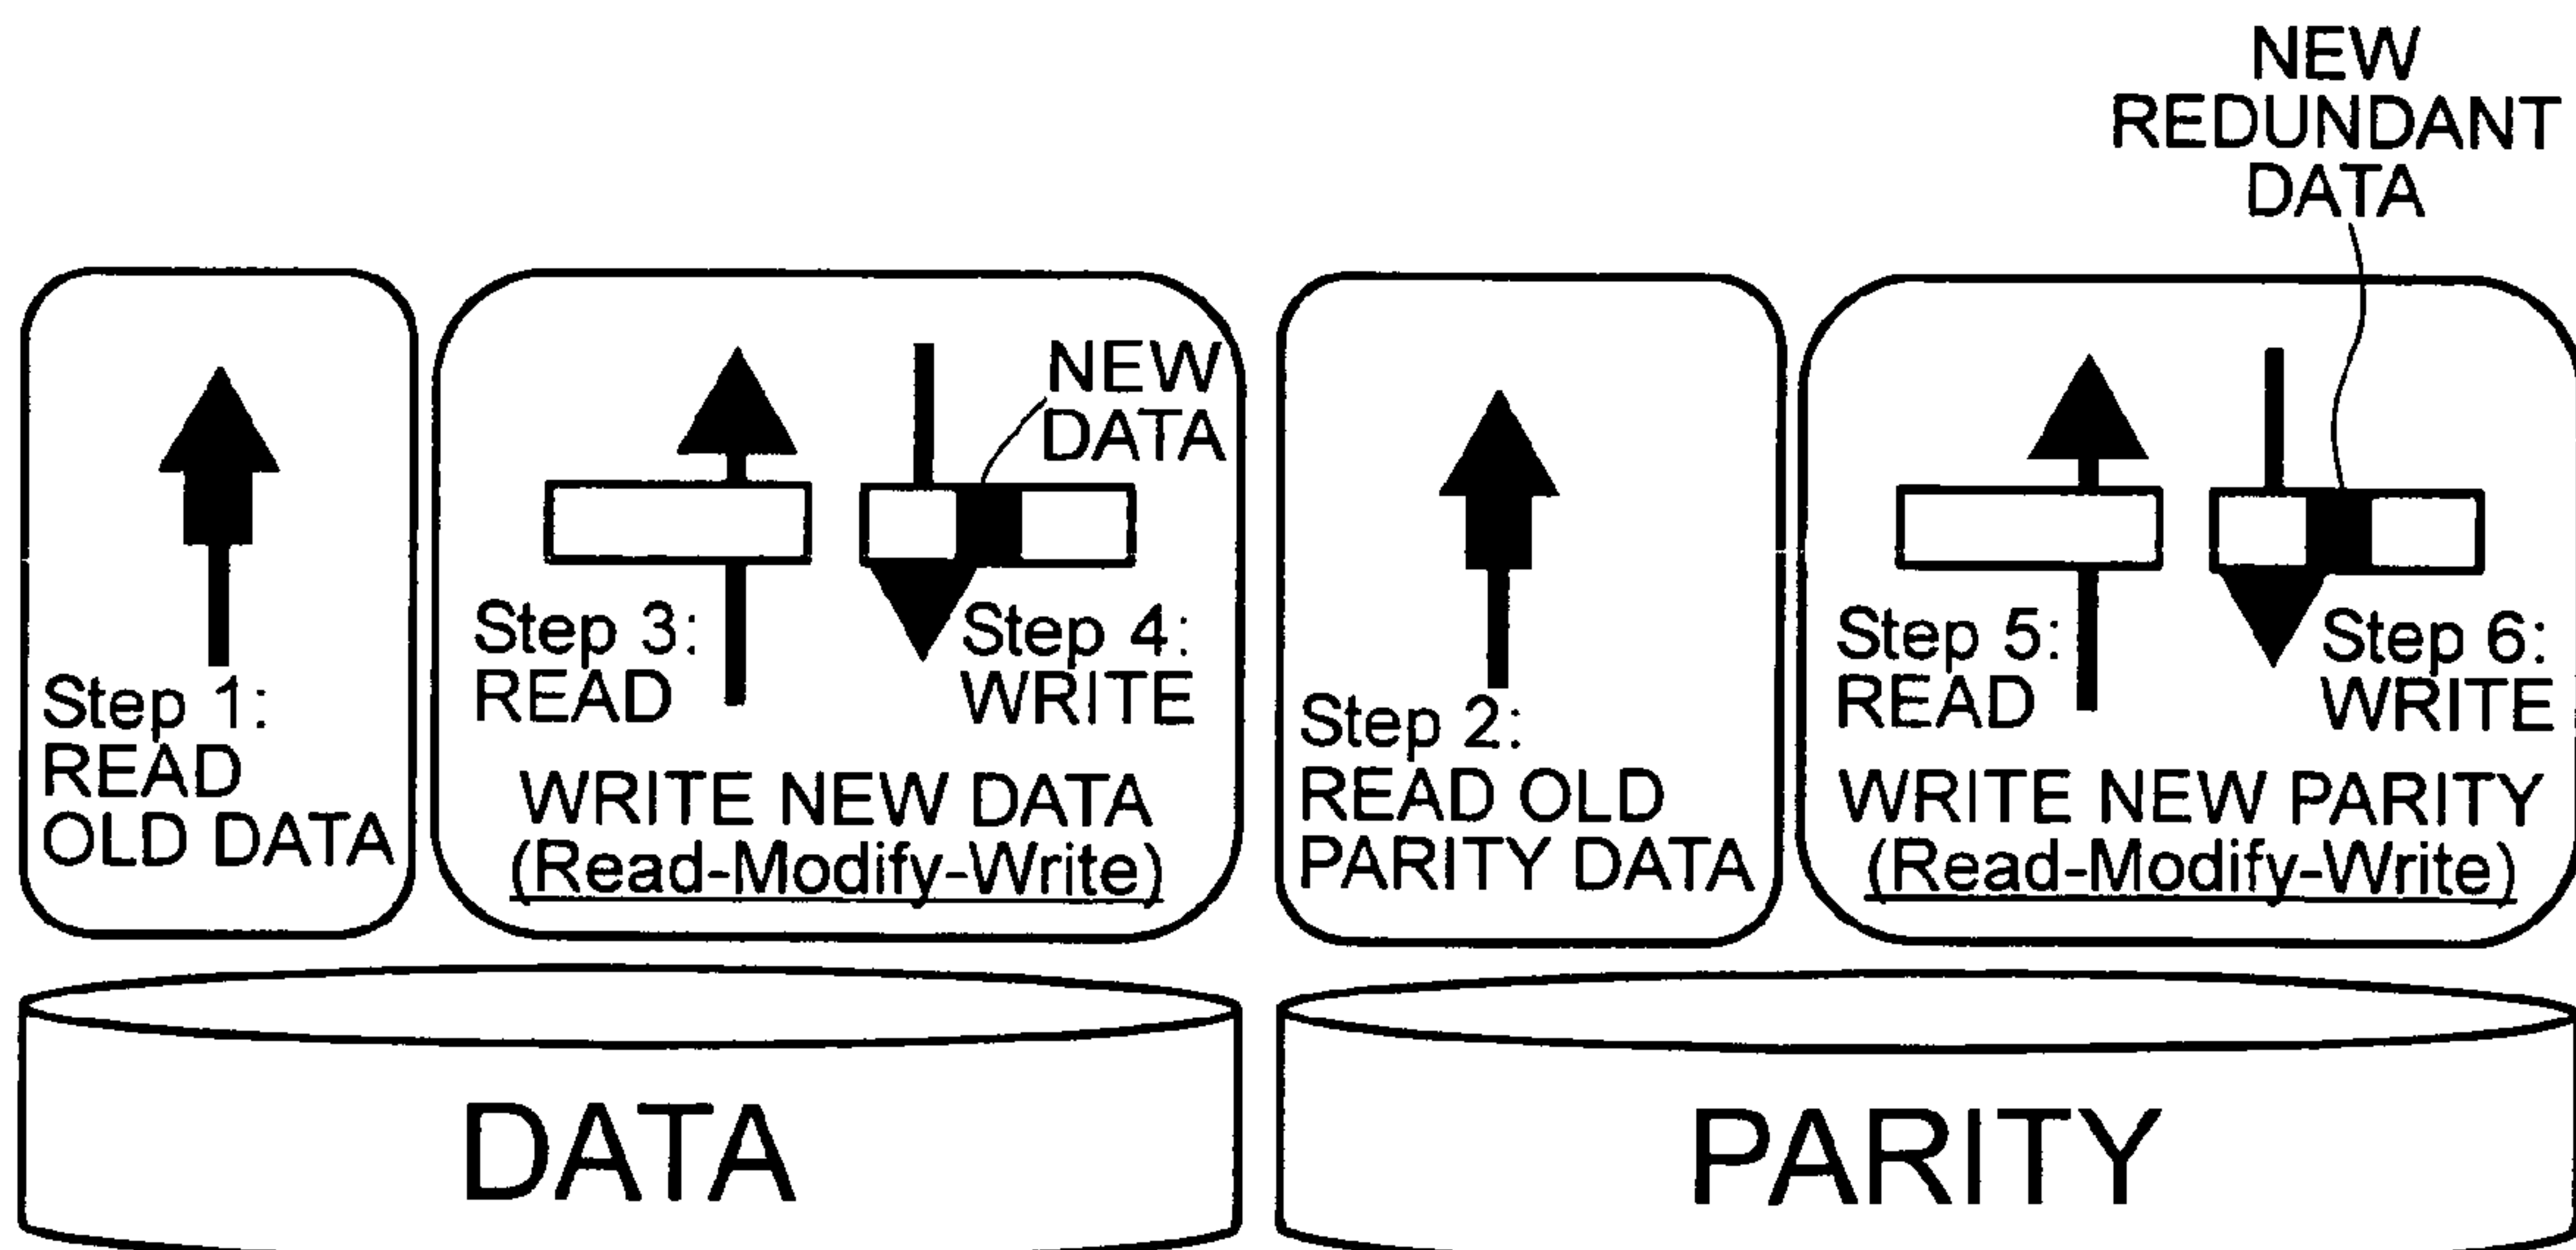 NEW
REDUNDANT
DATA
Step 1:
READ
OLD DATA
NEW
DATA
Step 3:
READ
Step 4:
WRITE
WRITE NEW DATA
(Read-Modify-Write)
Step 2:
READ OLD
PARITY DATA
Step 5:
READ
Step 6:
WRITE
WRITE NEW PARITY
(Read-Modify-Write)
DATA
PARITY